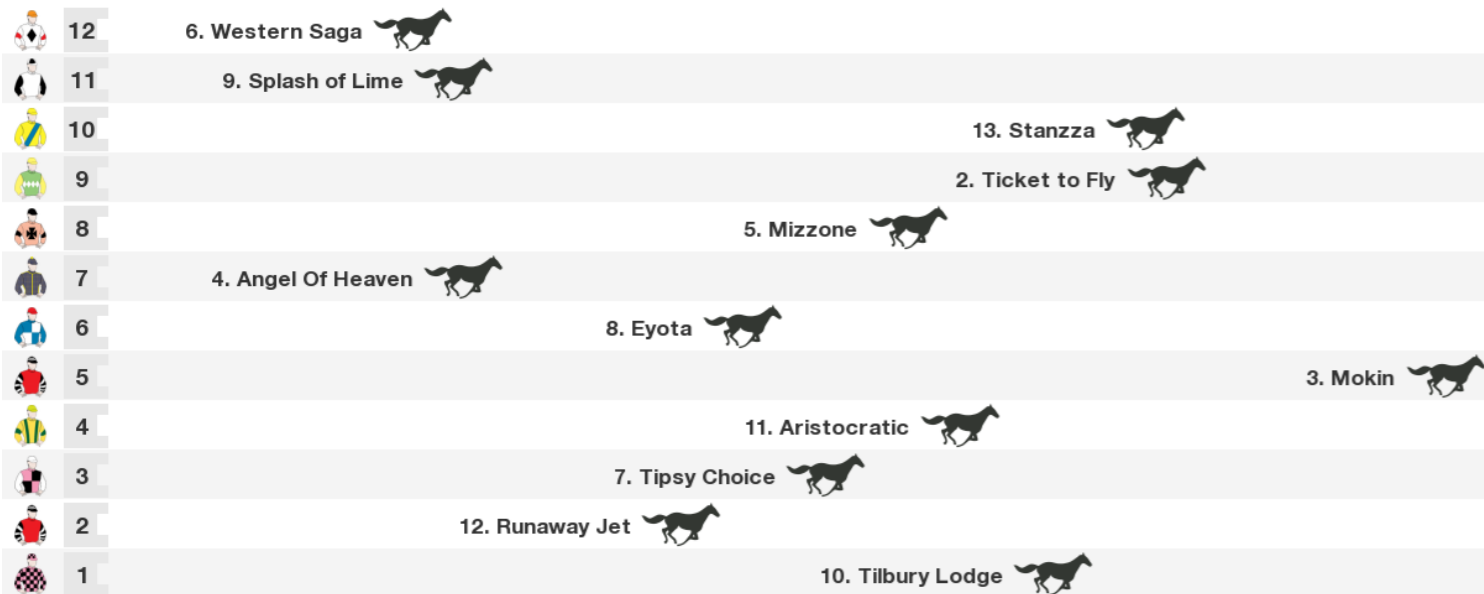 12 6. Western Saga
11 9. Splash of Lime
10 13. Stanzza
9 2. Ticket to Fly
8 5. Mizzone
7 4. Angel Of Heaven
6 8. Eyota
5 3. Mokin
4 11. Aristocratic
3 7. Tipsy Choice
2 12. Runaway Jet
1 10. Tilbury Lodge